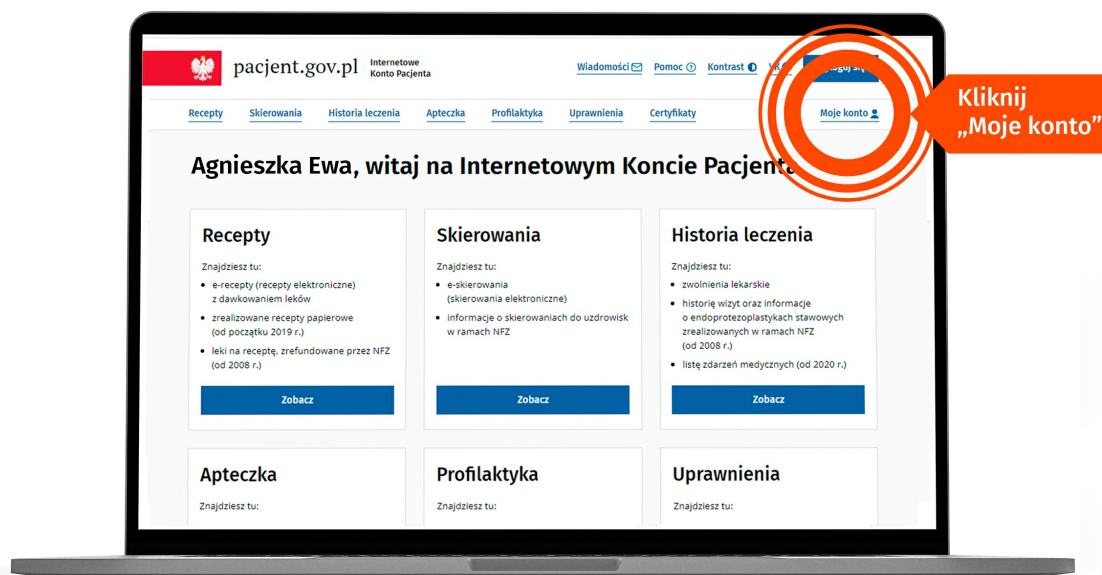 pacjent.gov.pl
Internetowe
Konto Pacjenta
Wiadomości Pomoc Kontrast
Recepty Skierowania Historia leczenia Apteczka Profilaktyka Uprawnienia Certyfikaty Moje konto
Kliknij
„Moje konto”
Agnieszka Ewa, witaj na Internetowym Koncie Pacjenta
Recepty
Znajdziesz tu:
e-recepty (recepty elektroniczne)
z dawkowaniem leków
zrealizowane recepty papierowe
(od początku 2019 r.)
leki na receptę, zrefundowane przez NFZ
(od 2008 r.)
Zobacz
Skierowania
Znajdziesz tu:
e-skierowania
(skierowania elektroniczne)
informacje o skierowaniach do uzdrowisk
w ramach NFZ
Zobacz
Historia leczenia
Znajdziesz tu:
zwolnienia lekarskie
historię wizyt oraz informacje
o endoprotezoplastykach stawowych
zrealizowanych w ramach NFZ
(od 2008 r.)
listę zdarzeń medycznych (od 2020 r.)
Zobacz
Apteczka
Znajdziesz tu:
Profilaktyka
Znajdziesz tu:
Uprawnienia
Znajdziesz tu: